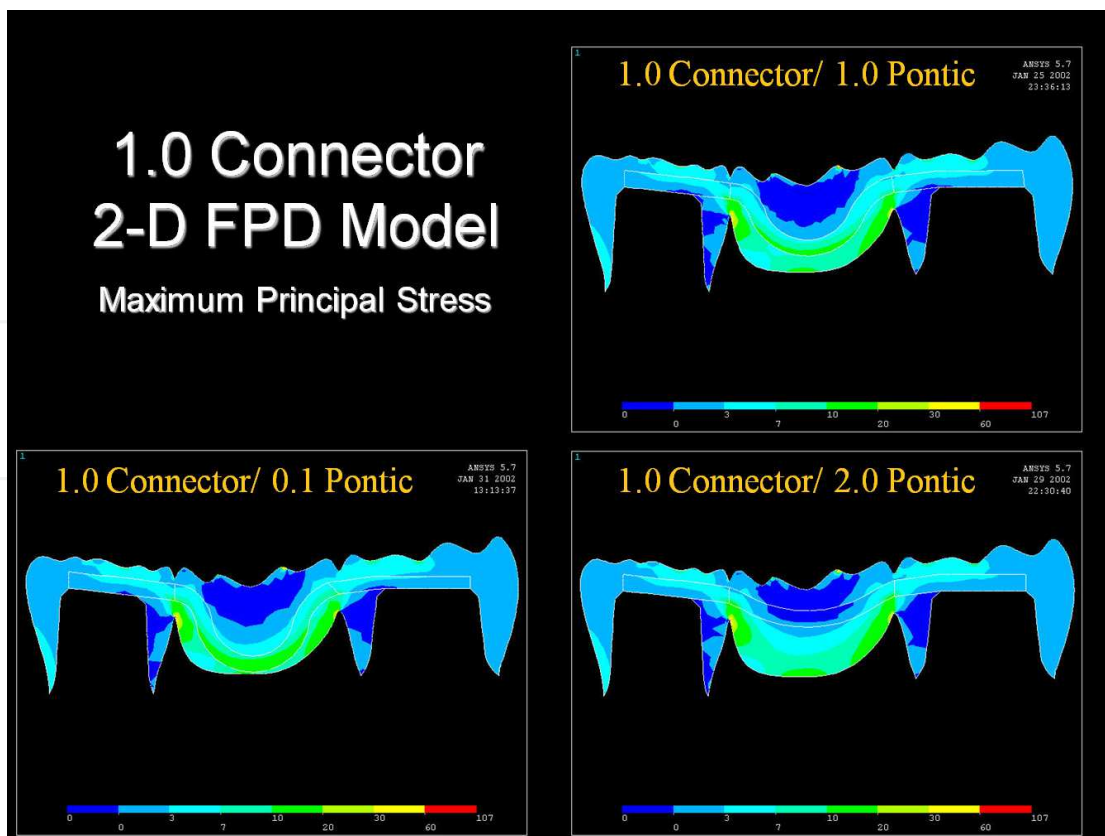 1.0 Connector
2-D FPD Model
Maximum Principal Stress
1
1.0 Connector/ 1.0 Pontic
ANSYS 5.7
JAN 25 2002
23:36:13
0 0 3 7 10 20 30 60 107
1
1.0 Connector/ 0.1 Pontic
ANSYS 5.7
JAN 31 2002
13:13:37
0 0 3 7 10 20 30 60 107
1
1.0 Connector/ 2.0 Pontic
ANSYS 5.7
JAN 29 2002
22:30:40
0 0 3 7 10 20 30 60 107